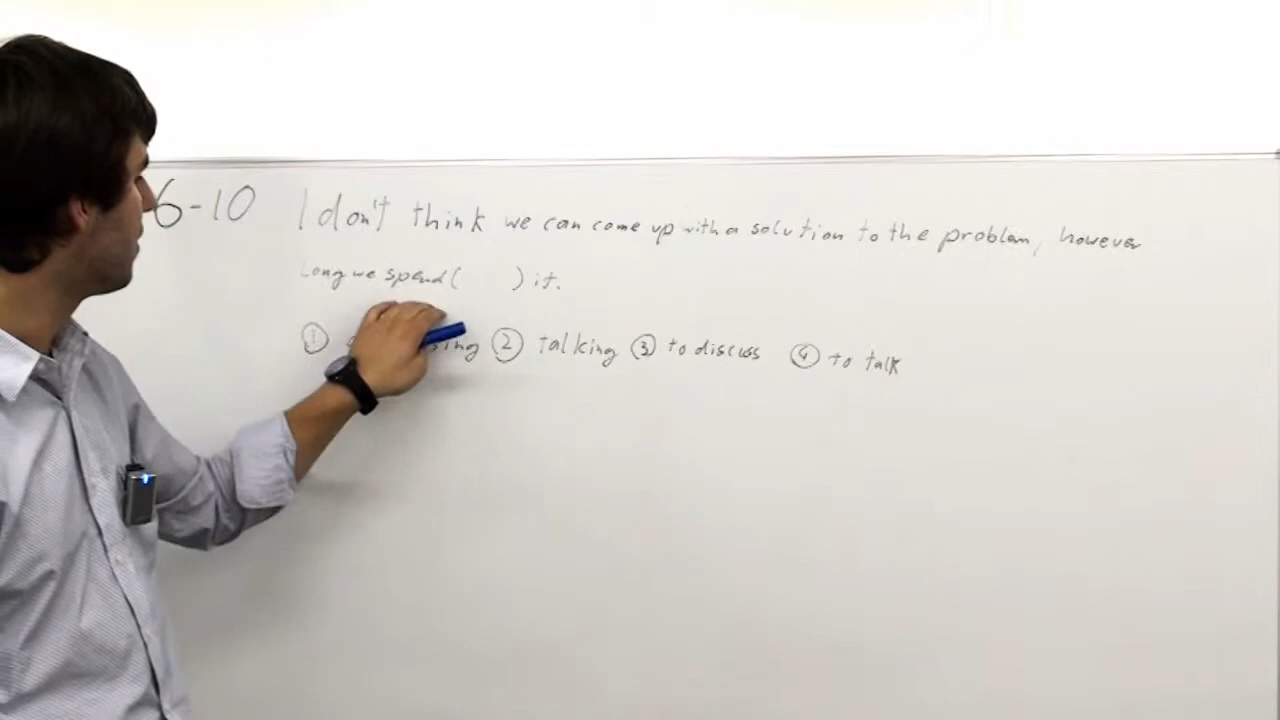 6-10 I don't think we can come up with a solution to the problem, however
long we spend ( ) it.
① ② talking ③ to discuss ④ to talk